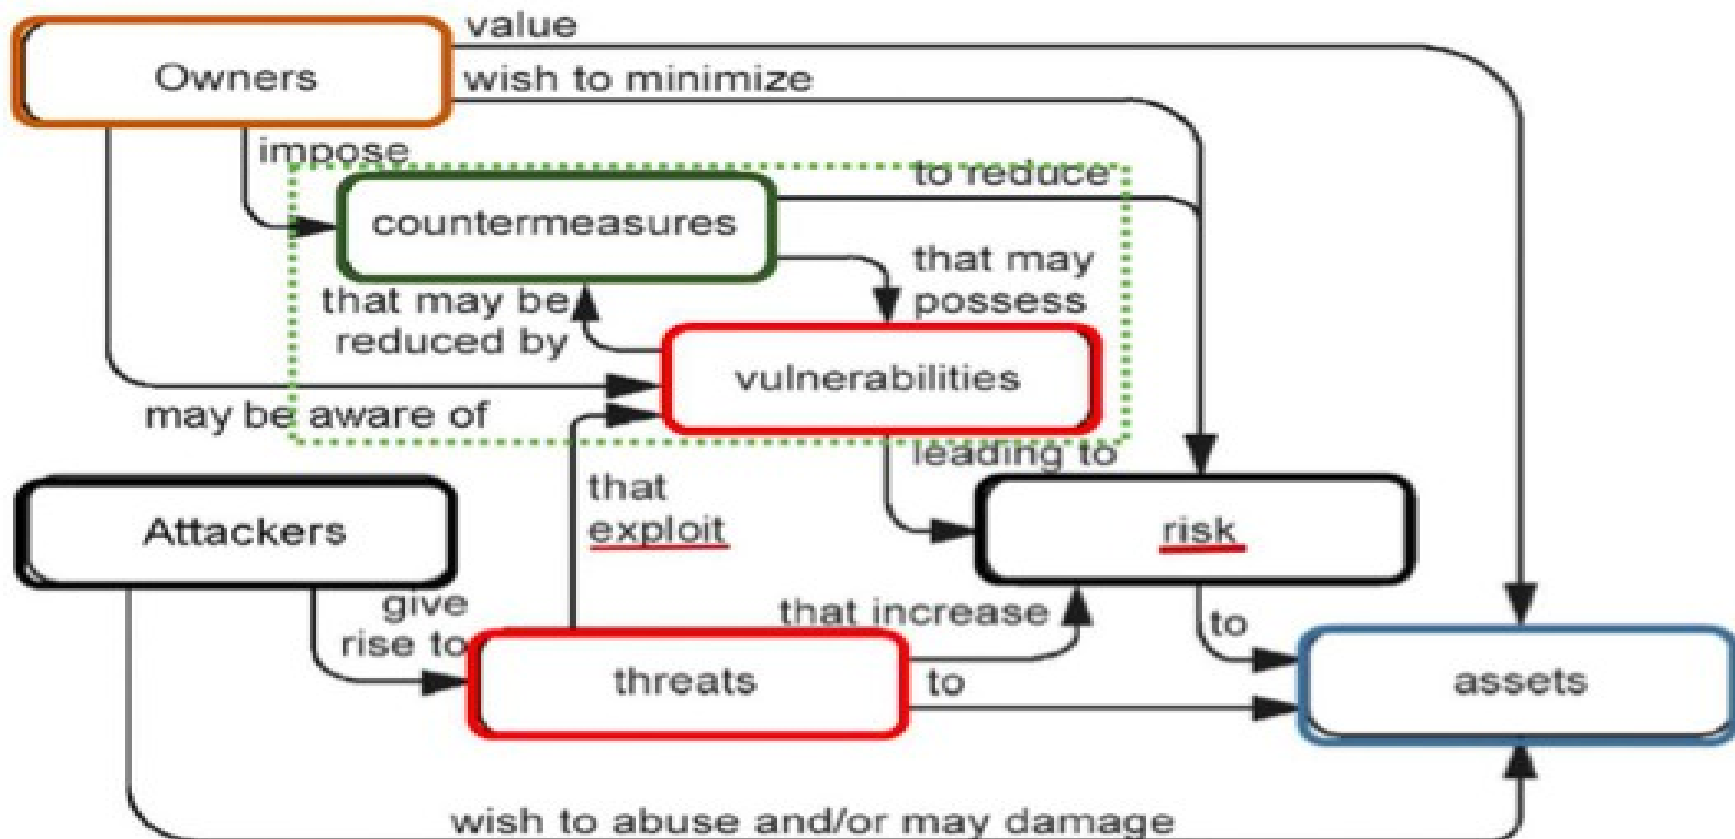 value
Owners
wish to minimize
impose
to reduce
countermeasures
that may
possess
that may be
reduced by
vulnerabilities
may be aware of
leading to
that
exploit
Attackers
risk
give
rise to
that increase
to
threats
to
assets
wish to abuse and/or may damage